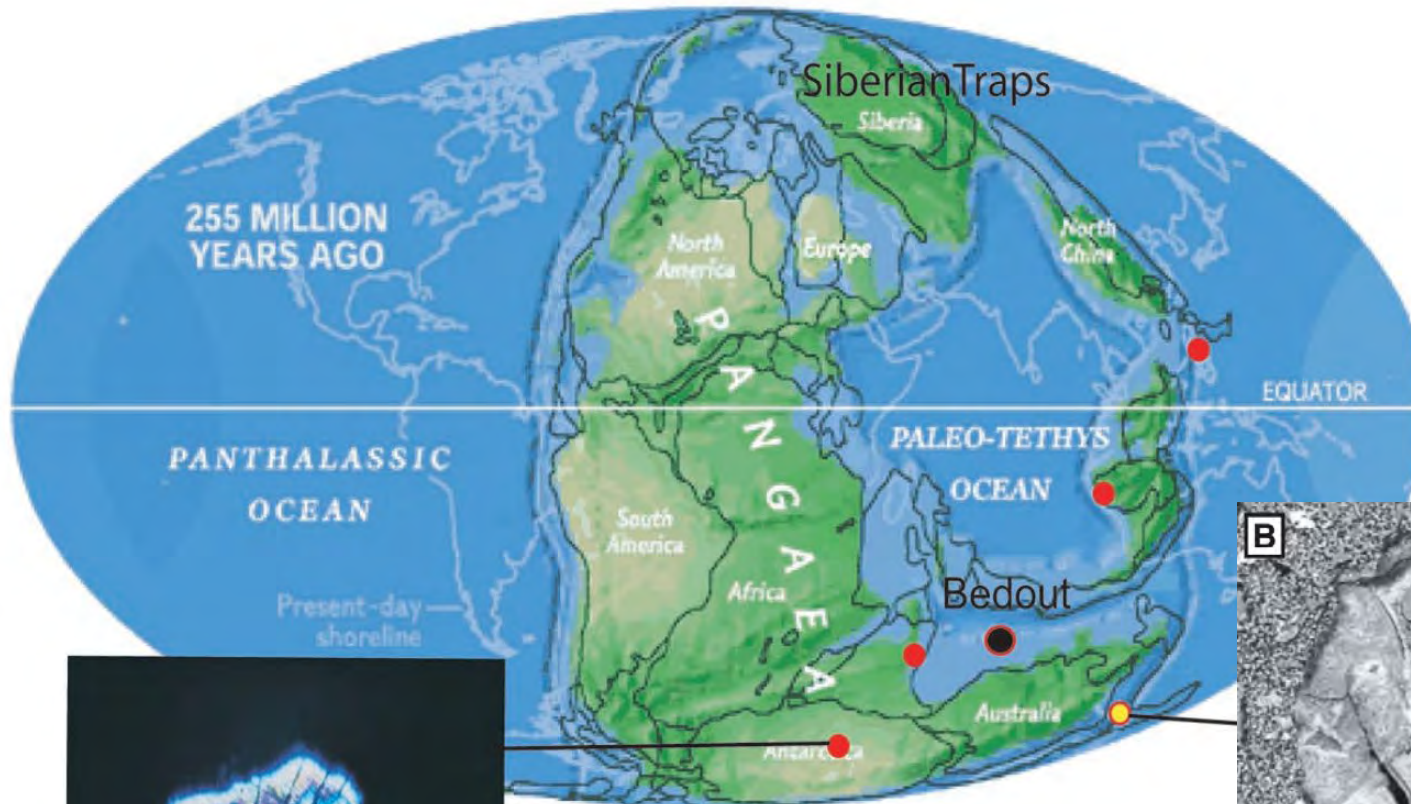 SiberianTraps
Siberia
255 MILLION
YEARS AGO
North
America
Europe
North
China
PANGAEA
EQUATOR
PANTHALASSIC
OCEAN
PALEO-TETHYS
OCEAN
South
America
Africa
Bedout
Present-day
shoreline
Australia
Antarctica
B